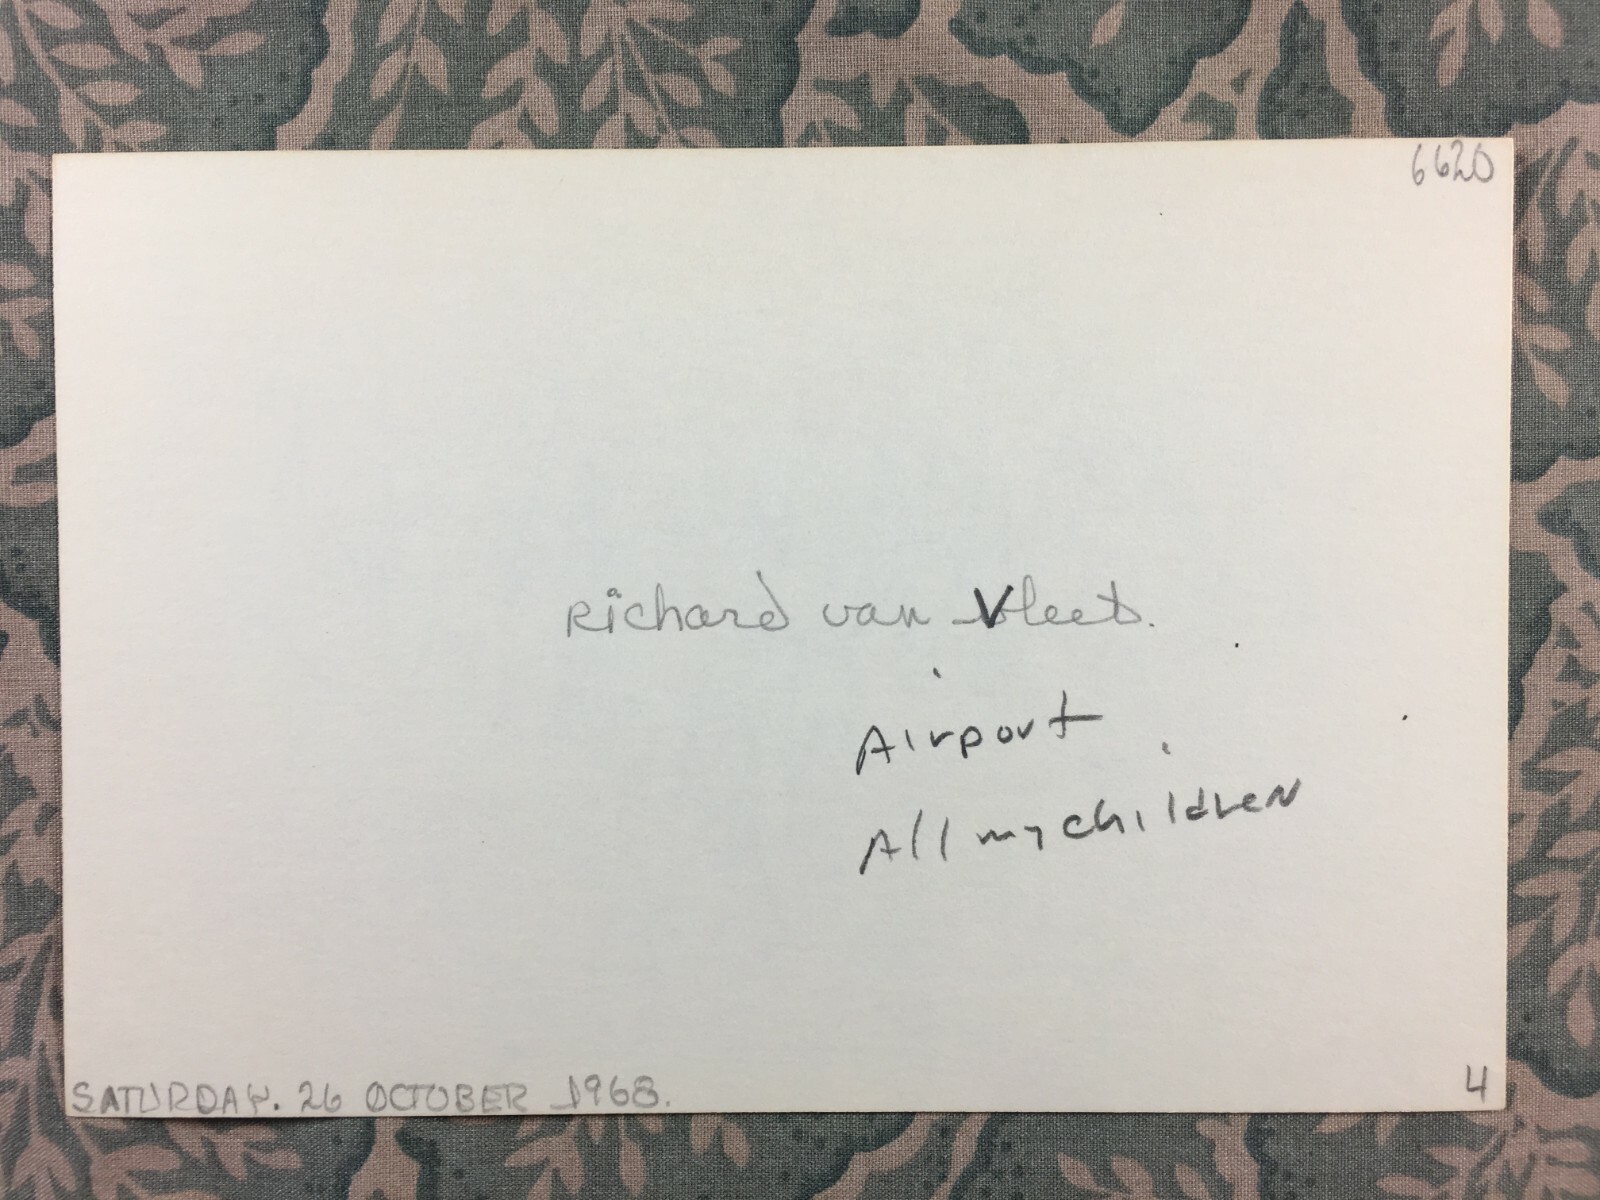 6620
Richard van Vleet.
Airport
All my children
SATURDAY. 26 OCTOBER 1968.
4